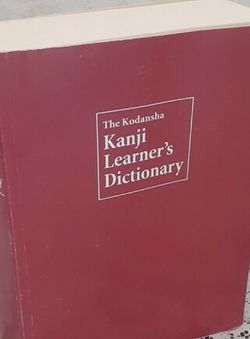 The Kodansha
Kanji
Learner's
Dictionary